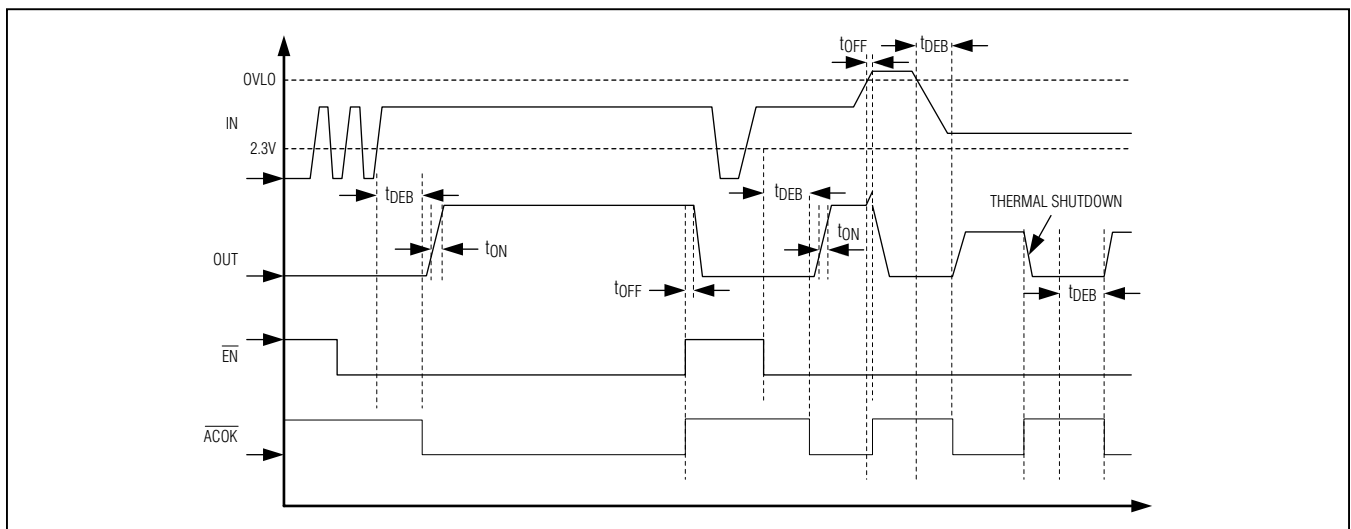 tOFF
tDEB
OVLO
IN
2.3V
tDEB
tDEB
THERMAL SHUTDOWN
tON
tON
OUT
tOFF
tDEB
EN
ACOK